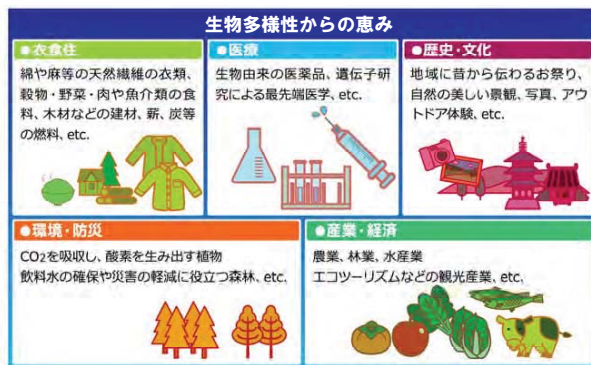 生物多様性からの恵み
●衣食住
綿や麻等の天然繊維の衣類、
穀物・野菜・肉や魚介類の食
料、木材などの建材、薪、炭等
の燃料、etc.
●医療
生物由来の医薬品、遺伝子研
究による最先端医学、etc.
●歴史・文化
地域に昔から伝わるお祭り、
自然の美しい景観、写真、アウ
トドア体験、etc.
●環境・防災
CO2を吸収し、酸素を生み出す植物
飲料水の確保や災害の軽減に役立つ森林、etc.
●産業・経済
農業、林業、水産業
エコツーリズムなどの観光産業、etc.